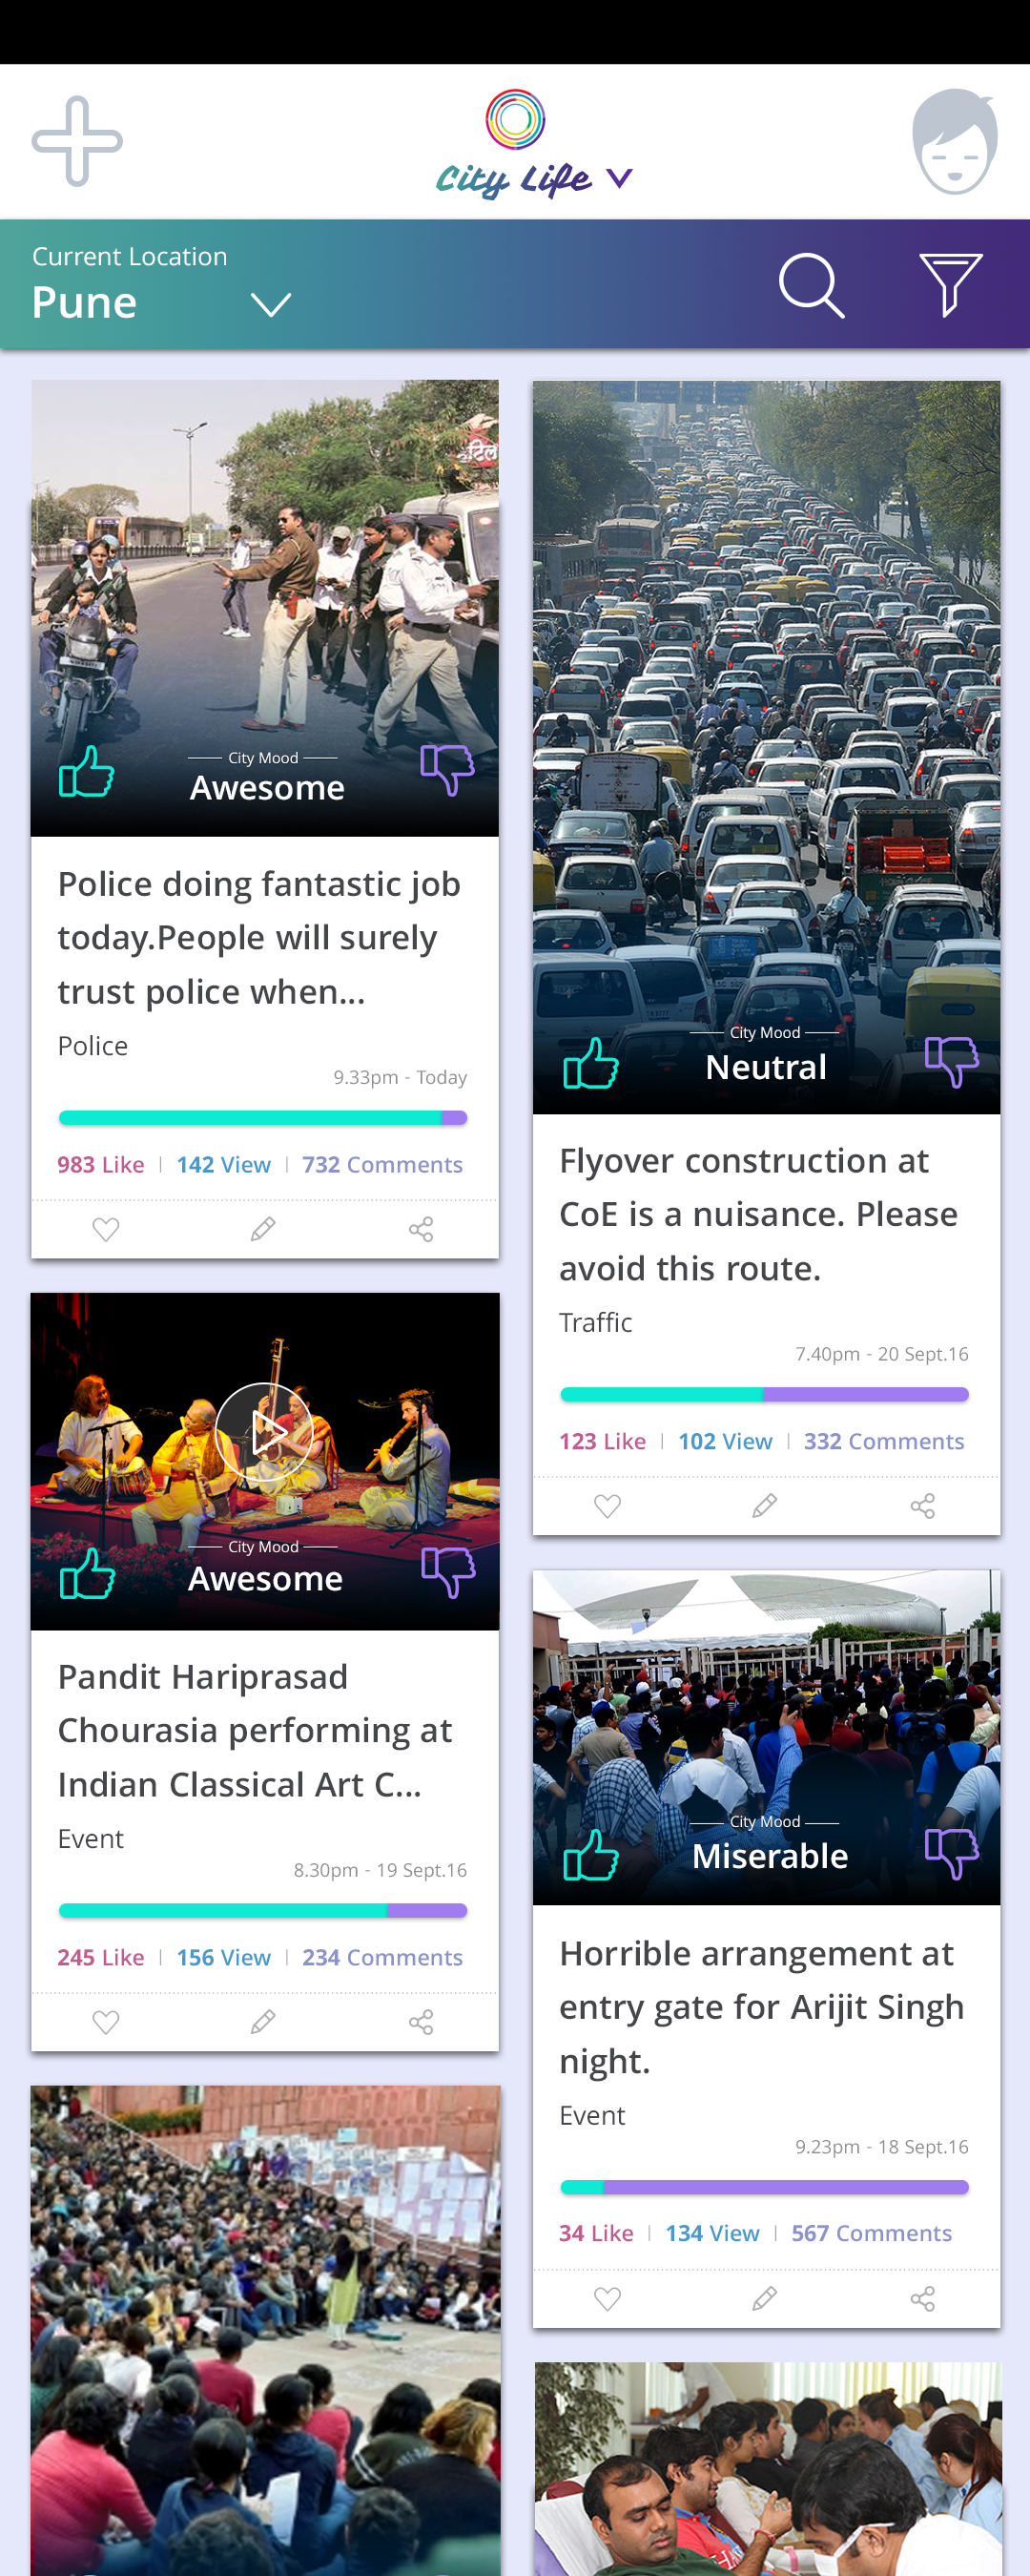 City Life
Current Location
Pune
टिल
City Mood
Awesome
Police doing fantastic job
today.People will surely
trust police when...
Police
9.33pm - Today
983 Like
142 View
732 Comments
City Mood
Neutral
Flyover construction at
CoE is a nuisance. Please
avoid this route.
Traffic
7.40pm - 20 Sept.16
123 Like
102 View
332 Comments
City Mood
Awesome
Pandit Hariprasad
Chourasia performing at
Indian Classical Art C...
Event
8.30pm - 19 Sept.16
245 Like
156 View
234 Comments
City Mood
Miserable
Horrible arrangement at
entry gate for Arijit Singh
night.
Event
9.23pm - 18 Sept.16
34 Like
134 View
567 Comments